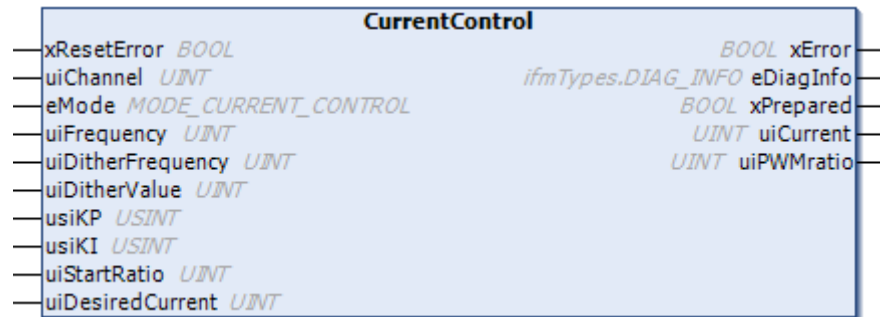 CurrentControl
xResetError BOOL BOOL xError
uiChannel UINT ifmTypes.DIAG_INFO eDiagInfo
eMode MODE_CURRENT_CONTROL BOOL xPrepared
uiFrequency UINT UINT uiCurrent
uiDitherFrequency UINT UINT uiPWMratio
uiDitherValue UINT
usiKP USINT
usiKI USINT
uiStartRatio UINT
uiDesiredCurrent UINT